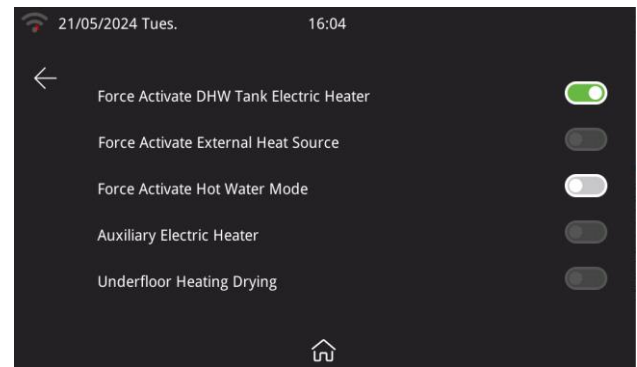 21/05/2024 Tues. 16:04
Force Activate DHW Tank Electric Heater
Force Activate External Heat Source
Force Activate Hot Water Mode
Auxiliary Electric Heater
Underfloor Heating Drying